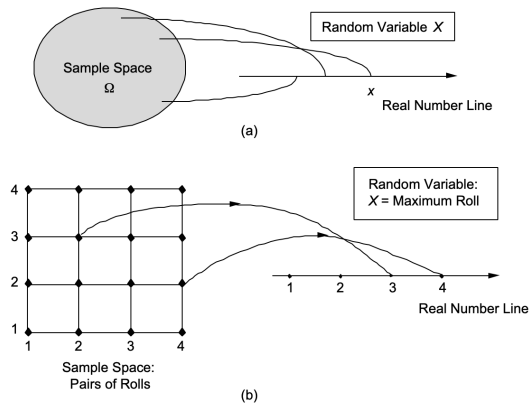 Random Variable X
Sample Space
Ω
x
Real Number Line
(a)
4
3
2
1
1 2 3 4
Sample Space:
Pairs of Rolls
Random Variable:
X = Maximum Roll
1 2 3 4
Real Number Line
(b)